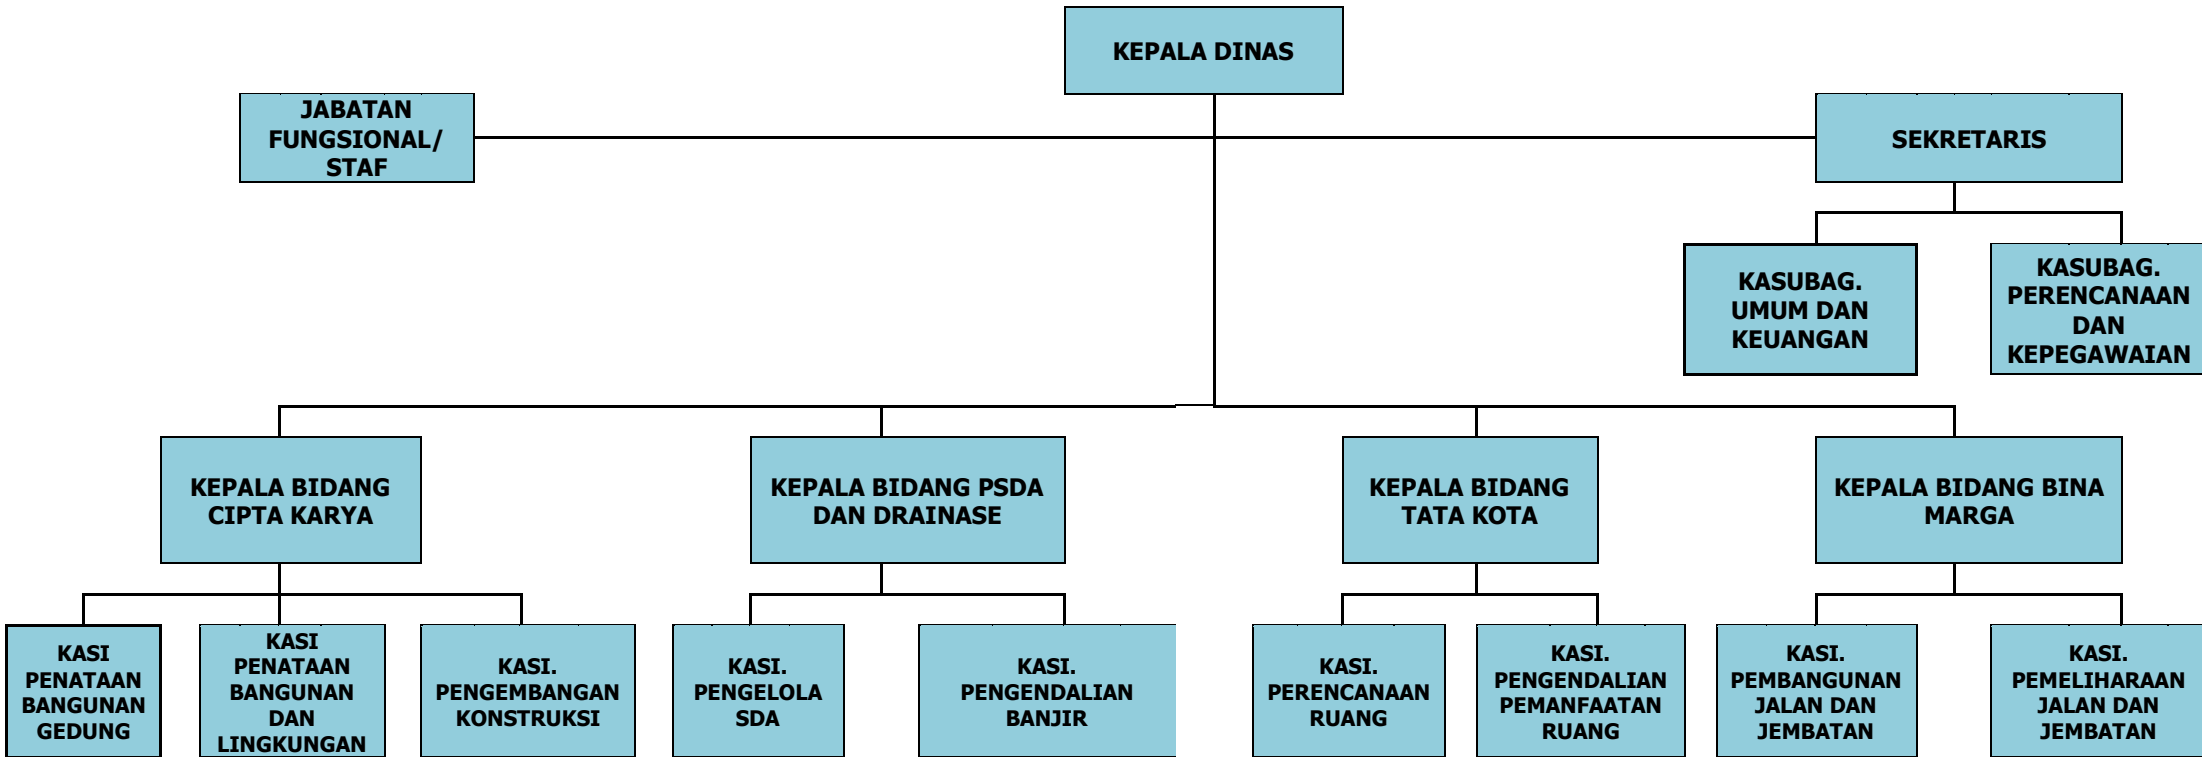 KEPALA DINAS
JABATAN
FUNGSIONAL/
STAF
SEKRETARIS
KASUBAG.
UMUM DAN
KEUANGAN
KASUBAG.
PERENCANAAN
DAN
KEPEGAWAIAN
KEPALA BIDANG
CIPTA KARYA
KEPALA BIDANG PSDA
DAN DRAINASE
KEPALA BIDANG
TATA KOTA
KEPALA BIDANG BINA
MARGA
KASI
PENATAAN
BANGUNAN
GEDUNG
KASI
PENATAAN
BANGUNAN
DAN
LINGKUNGAN
KASI.
PENGEMBANGAN
KONSTRUKSI
KASI.
PENGELOLA
SDA
KASI.
PENGENDALIAN
BANJIR
KASI.
PERENCANAAN
RUANG
KASI.
PENGENDALIAN
PEMANFAATAN
RUANG
KASI.
PEMBANGUNAN
JALAN DAN
JEMBATAN
KASI.
PEMELIHARAAN
JALAN DAN
JEMBATAN